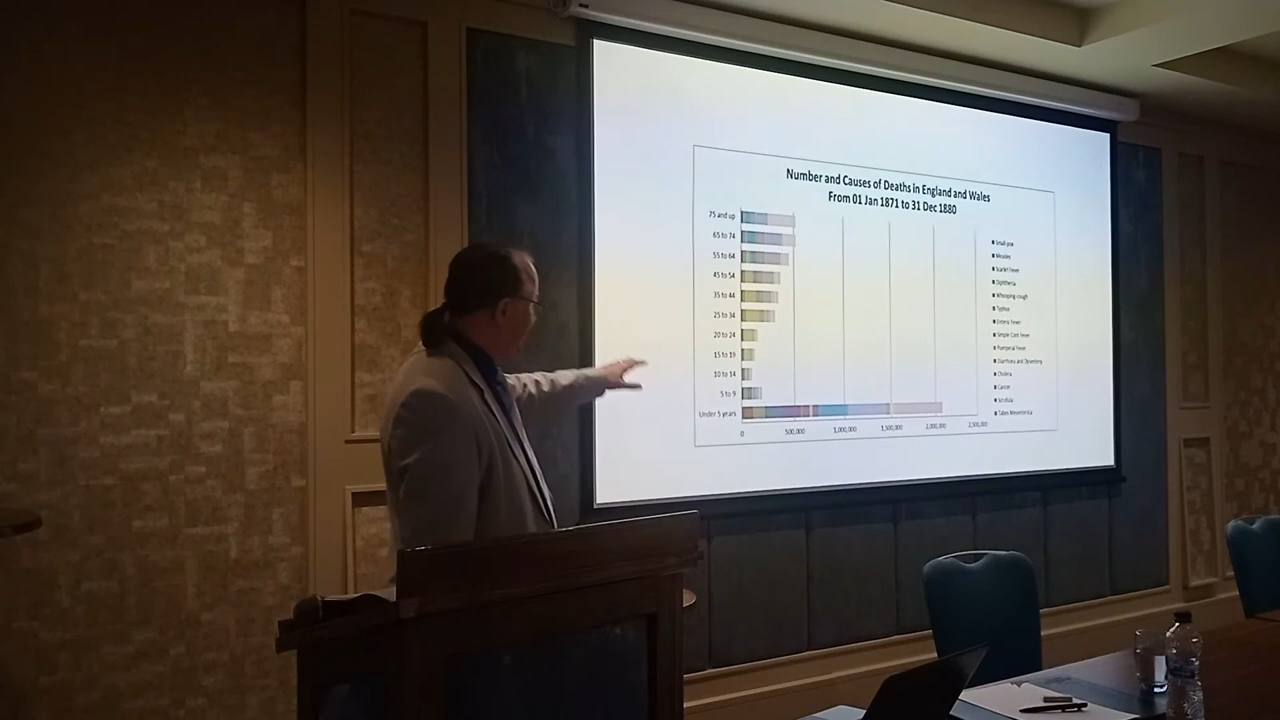 Number and Causes of Deaths in England and Wales
From 01 Jan 1871 to 31 Dec 1880
75 and up
65 to 74
55 to 64
45 to 54
35 to 44
25 to 34
20 to 24
15 to 19
10 to 14
5 to 9
Under 5 years
0
500,000
1,000,000
1,500,000
2,000,000
2,500,000
Small-pox
Measles
Scarlet Fever
Diphtheria
Whooping-cough
Typhus
Enteric Fever
Simple Cont Fever
Puerperal Fever
Diarrhoea and Dysentery
Cholera
Cancer
Scrofula
Tabes Mesenterica